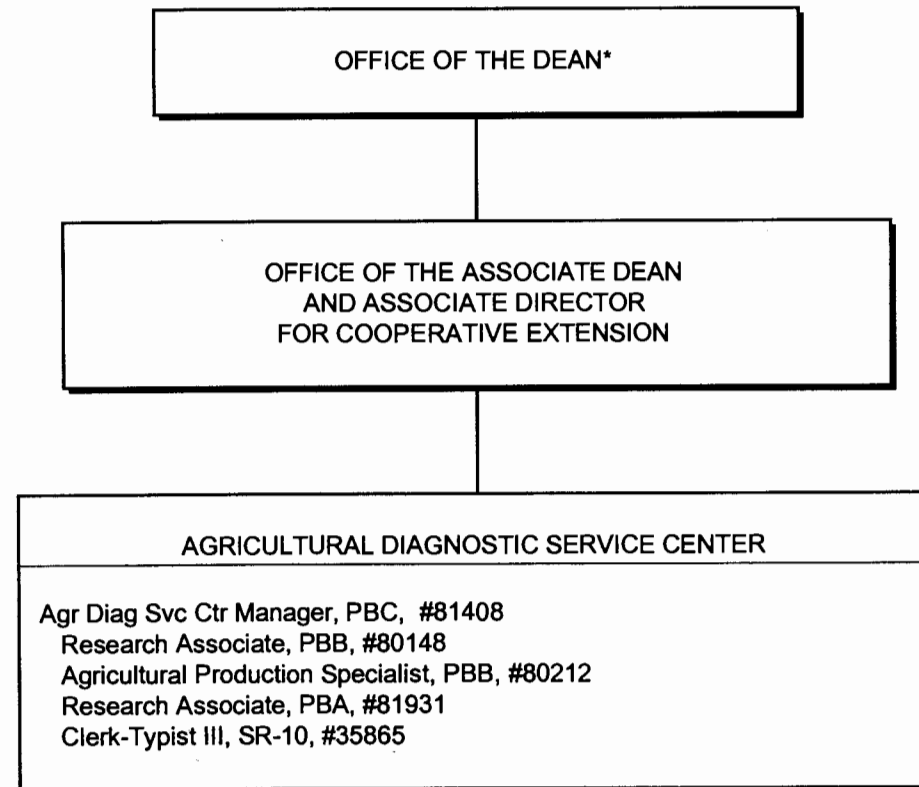 OFFICE OF THE DEAN*
OFFICE OF THE ASSOCIATE DEAN
AND ASSOCIATE DIRECTOR
FOR COOPERATIVE EXTENSION
AGRICULTURAL DIAGNOSTIC SERVICE CENTER
Agr Diag Svc Ctr Manager, PBC, #81408
Research Associate, PBB, #80148
Agricultural Production Specialist, PBB, #80212
Research Associate, PBA, #81931
Clerk-Typist III, SR-10, #35865